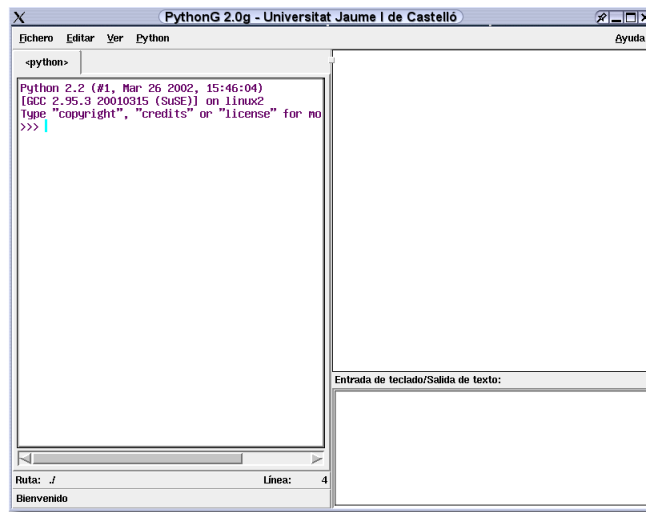 X PythonG 2.0g - Universitat Jaume I de Castelló
Fichero Editar Ver Python Ayuda
<python>
Python 2.2 (#1, Mar 26 2002, 15:46:04)
[GCC 2.95.3 20010315 (SuSE)] on linux2
Type "copyright", "credits" or "license" for mo
>>>
Entrada de teclado/Salida de texto:
Ruta: ./ Línea: 4
Bienvenido